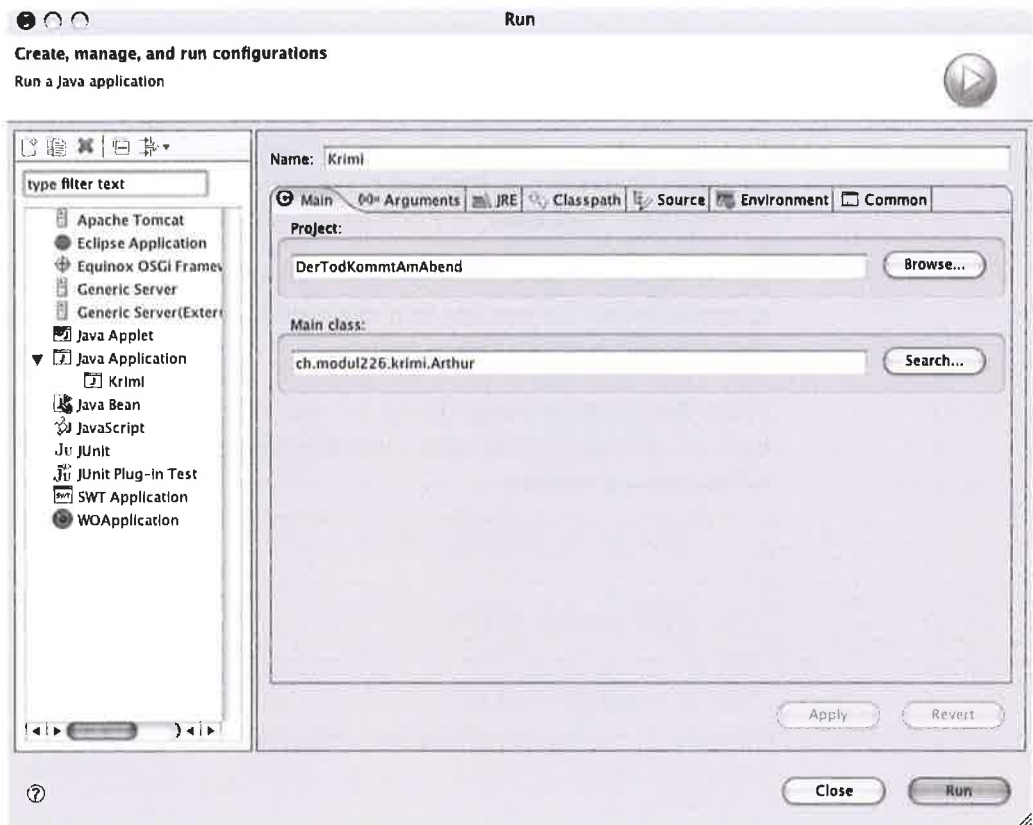 Run
Create, manage, and run configurations
Run a Java application
type filter text
Apache Tomcat
Eclipse Application
Equinox OSGi Framew
Generic Server
Generic Server(Extern
Java Applet
Java Application
Krimi
Java Bean
JavaScript
Ju JUnit
JUnit Plug-in Test
SWT Application
WOApplication
Name: Krimi
Main (x)= Arguments JRE Classpath Source Environment Common
Project:
DerTodKommtAmAbend Browse...
Main class:
ch.modul226.krimi.Arthur Search...
Apply Revert
? Close Run